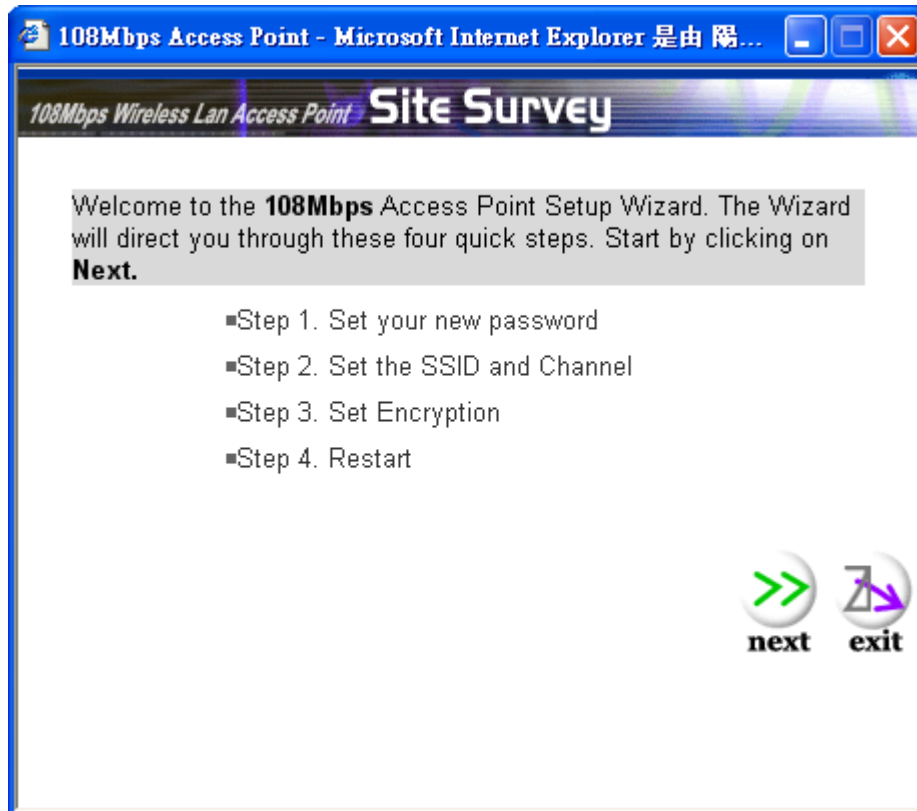 108Mbps Access Point - Microsoft Internet Explorer 是由 陽...
108Mbps Wireless Lan Access Point Site Survey
Welcome to the 108Mbps Access Point Setup Wizard. The Wizard
will direct you through these four quick steps. Start by clicking on
Next.
Step 1. Set your new password
Step 2. Set the SSID and Channel
Step 3. Set Encryption
Step 4. Restart
next exit